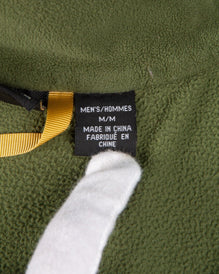 MEN'S/HOMMES
M/M
MADE IN CHINA
FABRIQUÉ EN
CHINE